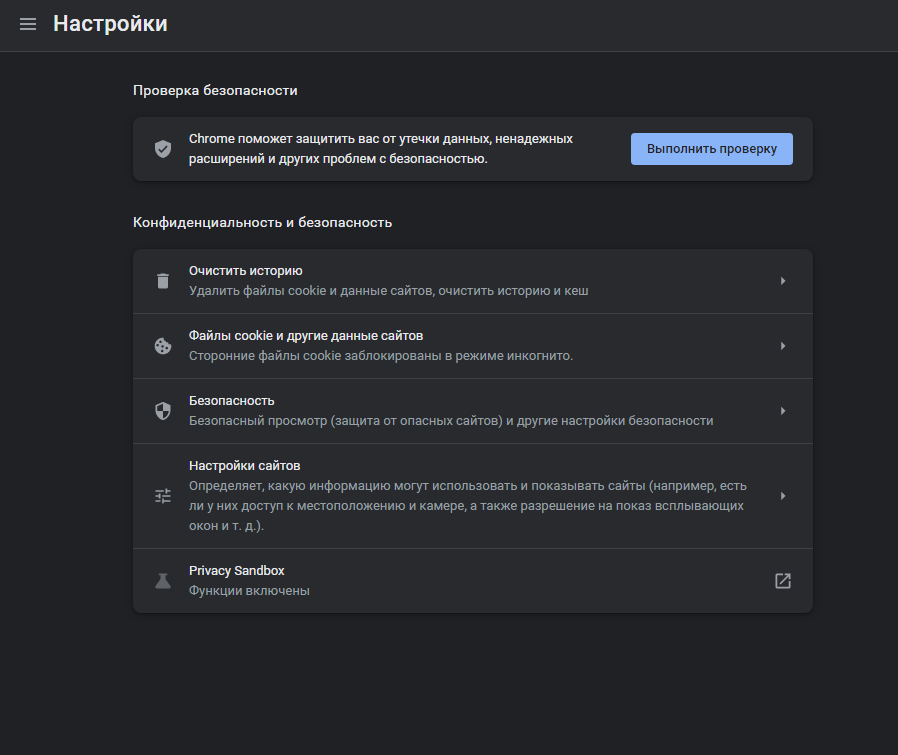 Настройки
Проверка безопасности
Chrome поможет защитить вас от утечки данных, ненадежных
расширений и других проблем с безопасностью.
Выполнить проверку
Конфиденциальность и безопасность
Очистить историю
Удалить файлы cookie и данные сайтов, очистить историю и кеш
Файлы cookie и другие данные сайтов
Сторонние файлы cookie заблокированы в режиме инкогнито.
Безопасность
Безопасный просмотр (защита от опасных сайтов) и другие настройки безопасности
Настройки сайтов
Определяет, какую информацию могут использовать и показывать сайты (например, есть
ли у них доступ к местоположению и камере, а также разрешение на показ всплывающих
окон и т. д.).
Privacy Sandbox
Функции включены